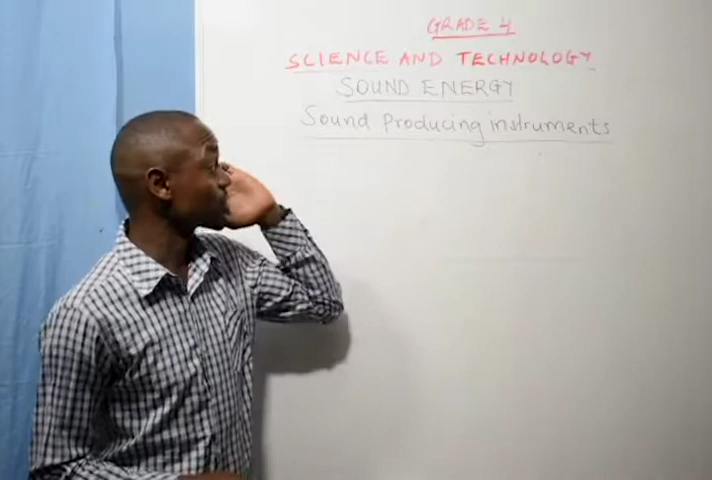 GRADE 4
SCIENCE AND TECHNOLOGY
SOUND ENERGY
Sound Producing instruments